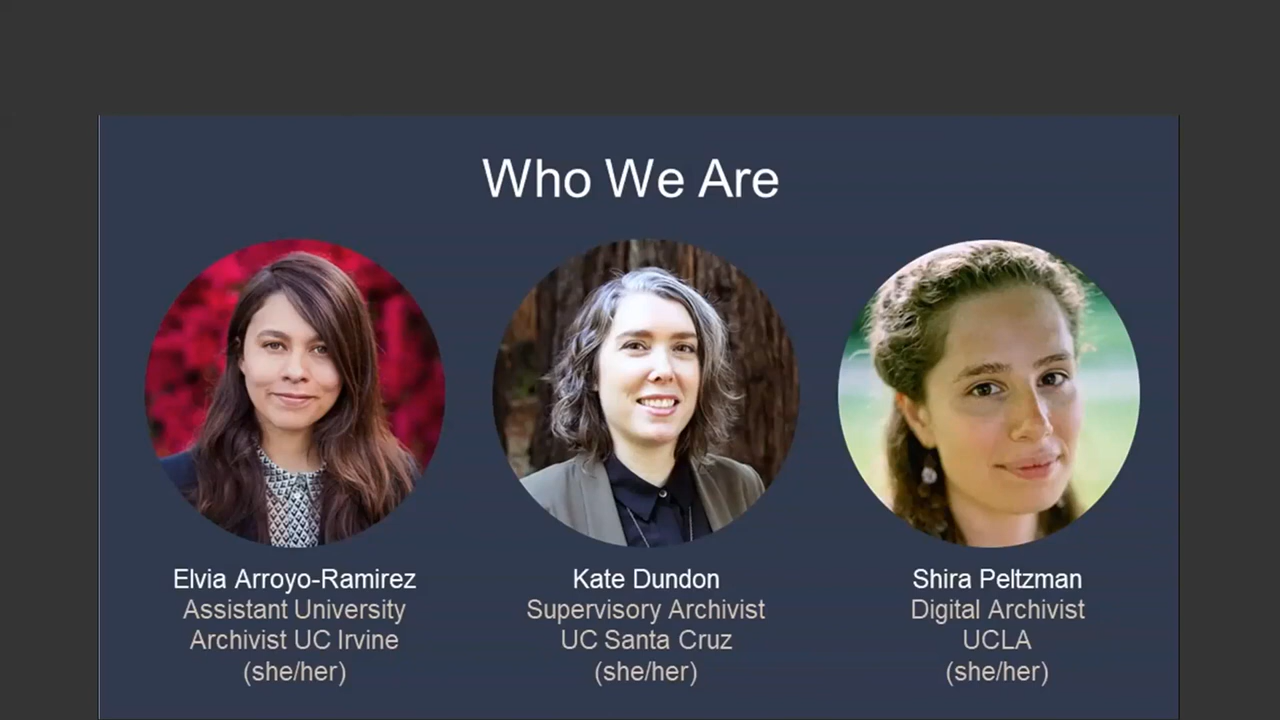 Who We Are
Elvia Arroyo-Ramirez
Assistant University
Archivist UC Irvine
(she/her)
Kate Dundon
Supervisory Archivist
UC Santa Cruz
(she/her)
Shira Peltzman
Digital Archivist
UCLA
(she/her)